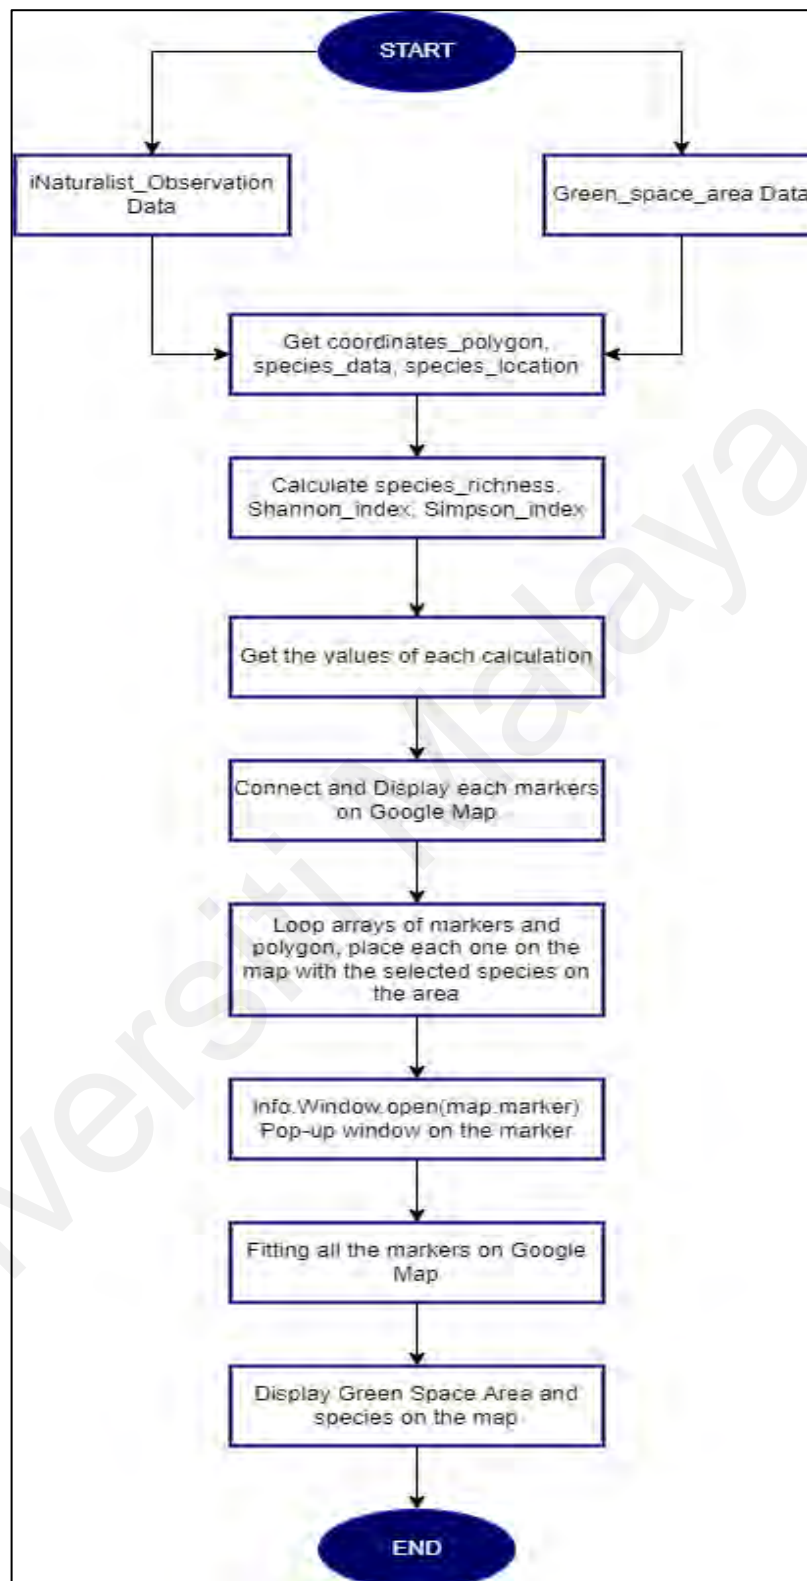 START
iNaturalist_Observation
Data
Green_space_area Data
Get coordinates_polygon,
species_data, species_location
Calculate species_richness,
Shannon_index, Simpson_index
Get the values of each calculation
Connect and Display each markers
on Google Map
Loop arrays of markers and
polygon, place each one on the
map with the selected species on
the area
Info.Window.open(map.marker)
Pop-up window on the marker
Fitting all the markers on Google
Map
Display Green Space Area and
species on the map
END
versiti Malaya